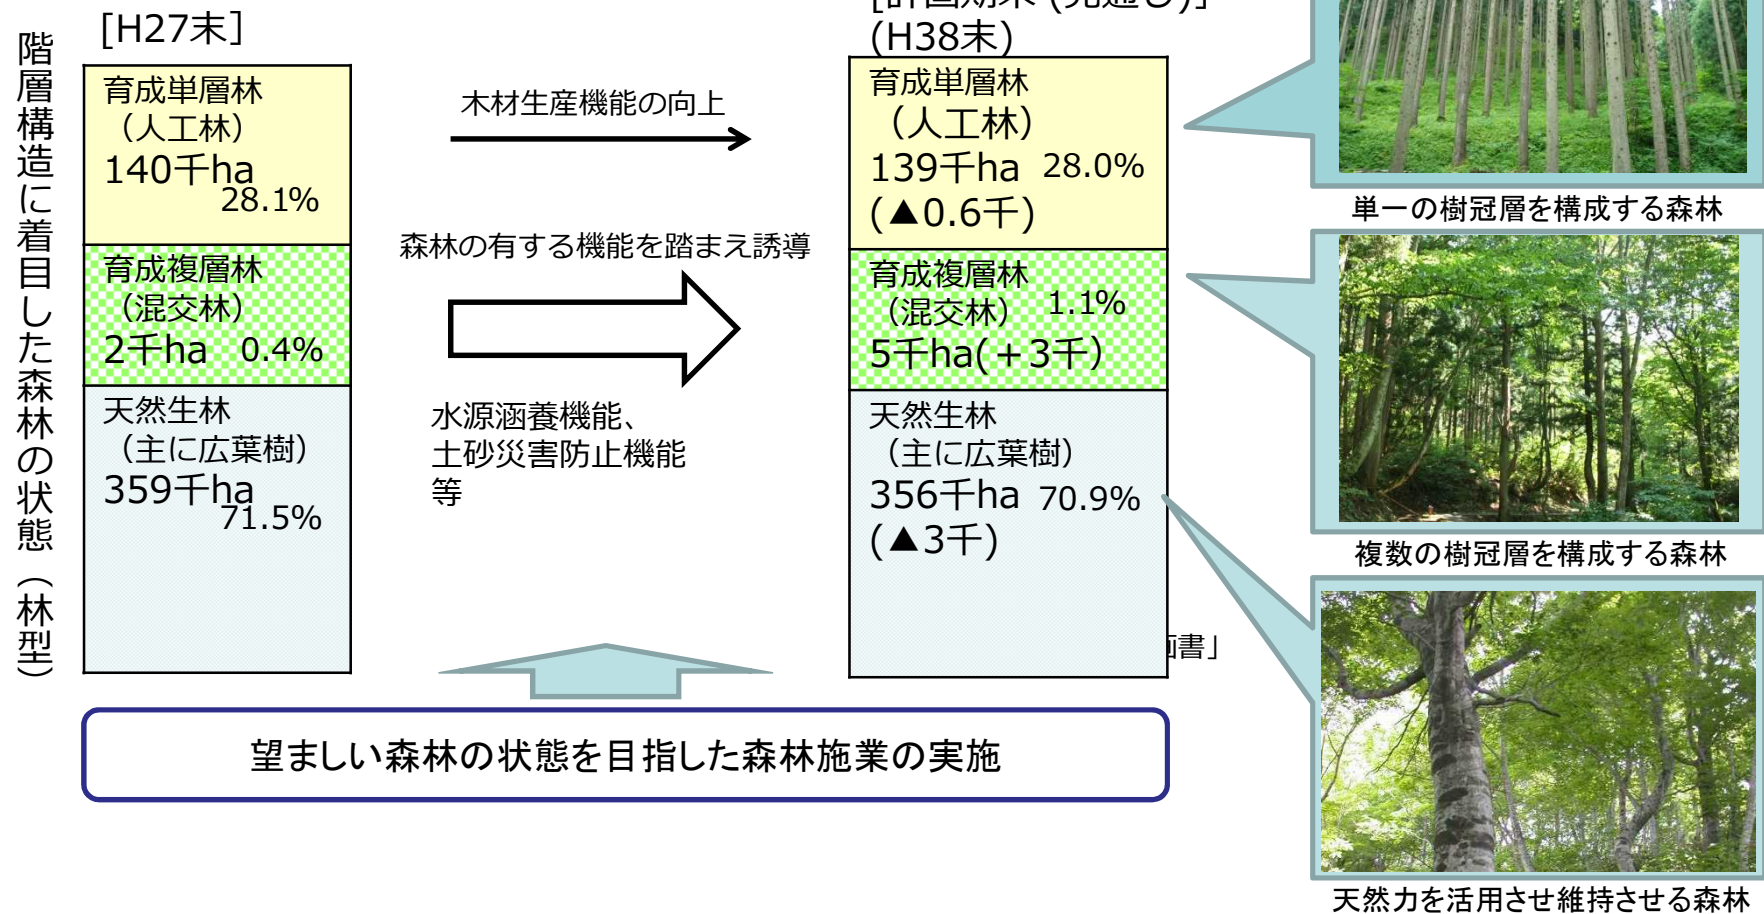 階層構造に着目した森林の状態（林型）
[H27末]
育成単層林
（人工林）
140千ha
28.1%
育成複層林
（混交林）
2千ha 0.4%
天然生林
（主に広葉樹）
359千ha
71.5%
木材生産機能の向上
森林の有する機能を踏まえ誘導
水源涵養機能、
土砂災害防止機能
等
[計画期末(見通し)]
(H38末)
育成単層林
（人工林）
139千ha 28.0%
(▲0.6千)
育成複層林
（混交林） 1.1%
5千ha(＋3千)
天然生林
（主に広葉樹）
356千ha 70.9%
(▲3千)
画書」
望ましい森林の状態を目指した森林施業の実施
単一の樹冠層を構成する森林
複数の樹冠層を構成する森林
天然力を活用させ維持させる森林